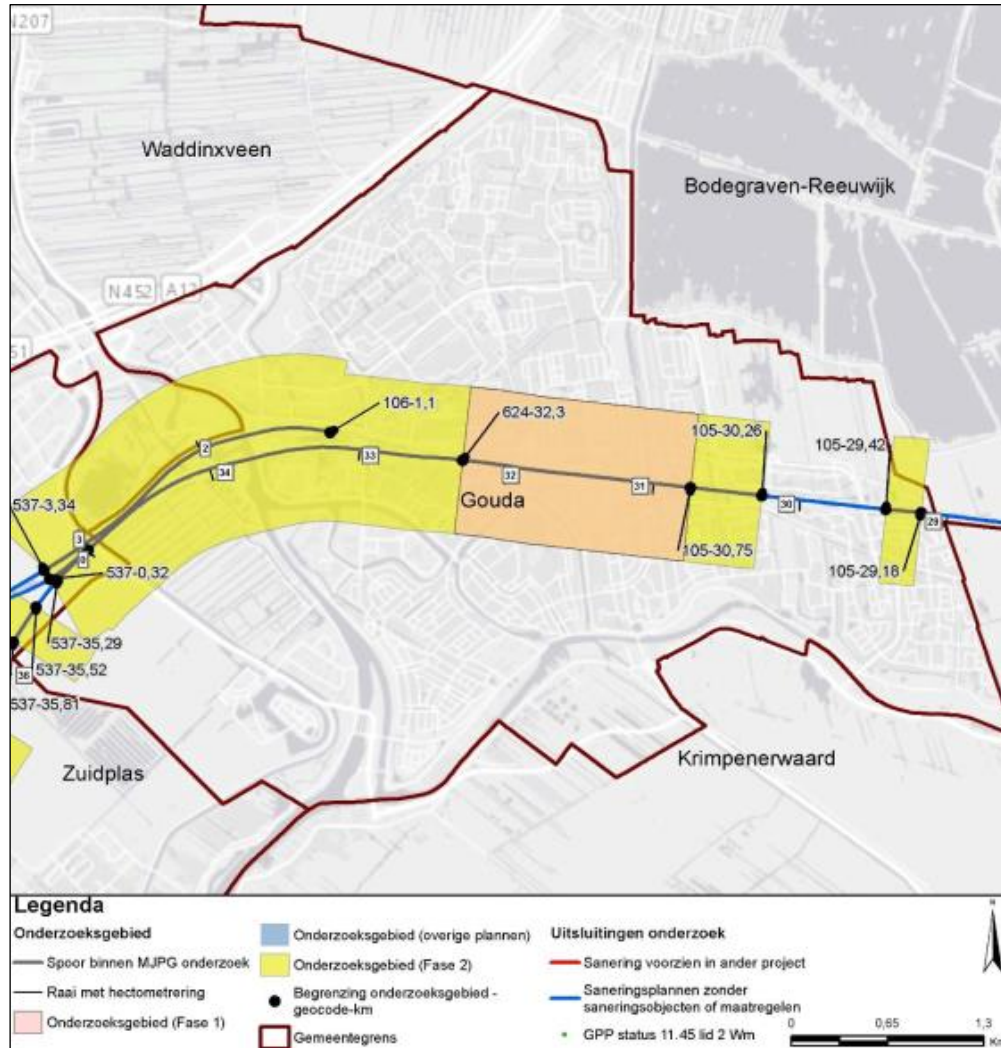 N207
Waddinxveen
Bodegraven-Reeuwijk
N452
A12
51
106-1,1
624-32,3
105-30,26
105-29,42
2
33
34
32
31
30
29
Gouda
537-3,34
3
0
537-0,32
105-30,75
105-29,18
537-35,29
36
537-35,52
537-35,81
Zuidplas
Krimpenerwaard
Legenda
Onderzoeksgebied
Spoor binnen MJPG onderzoek
Raai met hectometrering
Onderzoeksgebied (Fase 1)
Onderzoeksgebied (overige plannen)
Onderzoeksgebied (Fase 2)
Begrenzing onderzoeksgebied -
geocode-km
Gemeentegrens
Uitsluitingen onderzoek
Sanering voorzien in ander project
Saneringsplannen zonder
saneringsobjecten of maatregelen
GPP status 11.45 lid 2 Wm
N
0 0,65 1,3